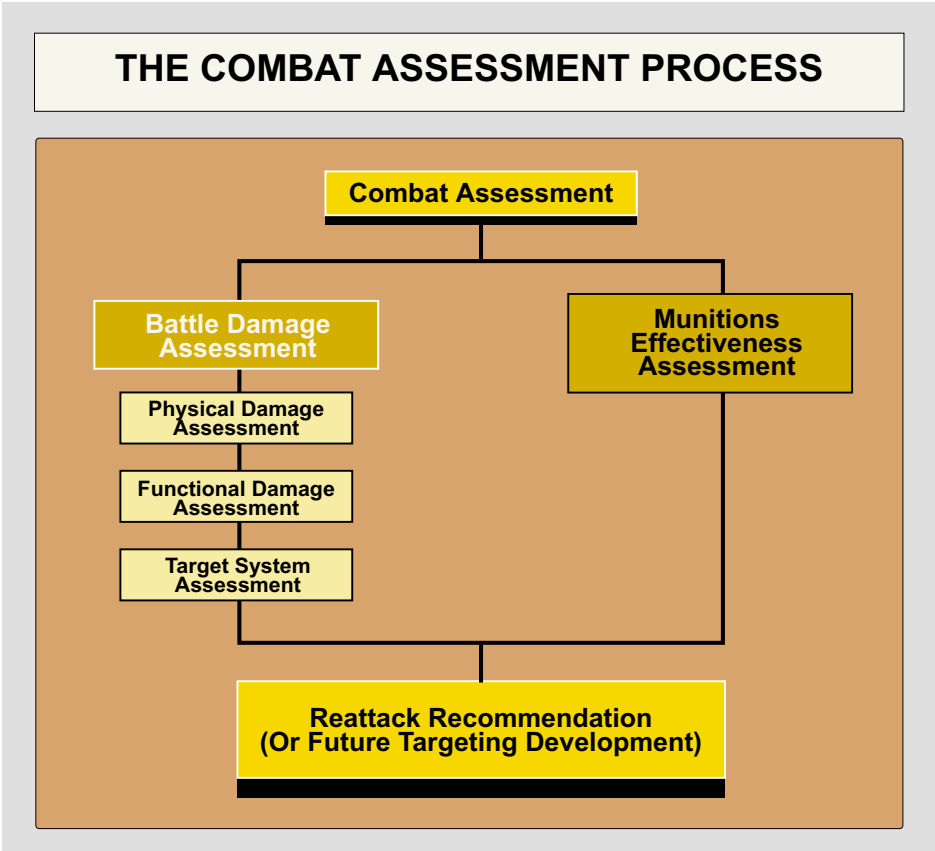 THE COMBAT ASSESSMENT PROCESS
Combat Assessment
Battle Damage
Assessment
Munitions
Effectiveness
Assessment
Physical Damage
Assessment
Functional Damage
Assessment
Target System
Assessment
Reattack Recommendation
(Or Future Targeting Development)